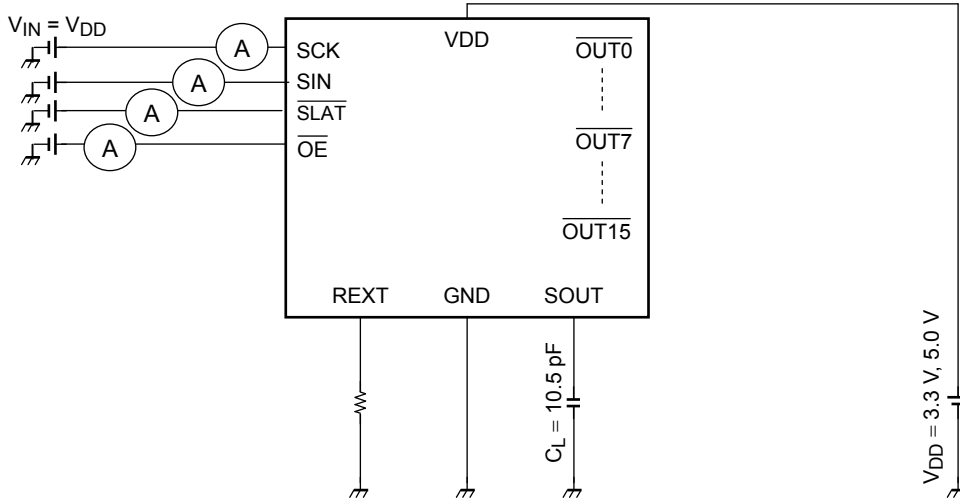 V_IN = V_DD
A
SCK
VDD
OUT0
A
SIN
A
SLAT
A
OE
OUT7
OUT15
REXT
GND
SOUT
C_L = 10.5 pF
V_DD = 3.3 V, 5.0 V